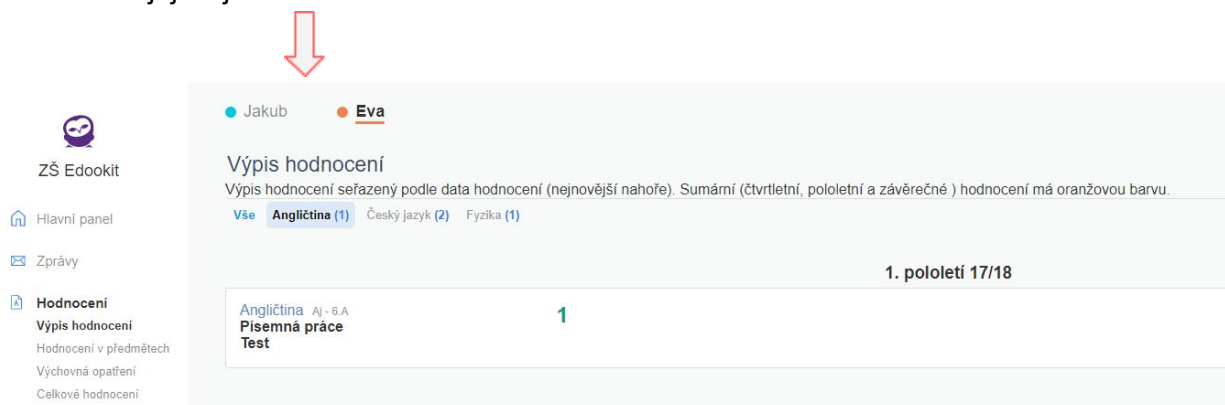 Jakub
Eva
ZŠ Edookit
Výpis hodnocení
Výpis hodnocení seřazený podle data hodnocení (nejnovější nahoře). Sumární (čtvrtletní, pololetní a závěrečné ) hodnocení má oranžovou barvu.
Vše Angličtina (1) Český jazyk (2) Fyzika (1)
Hlavní panel
Zprávy
Hodnocení
Výpis hodnocení
Hodnocení v předmětech
Výchovná opatření
Celkové hodnocení
1. pololetí 17/18
Angličtina Aj - 6.A
1
Písemná práce
Test